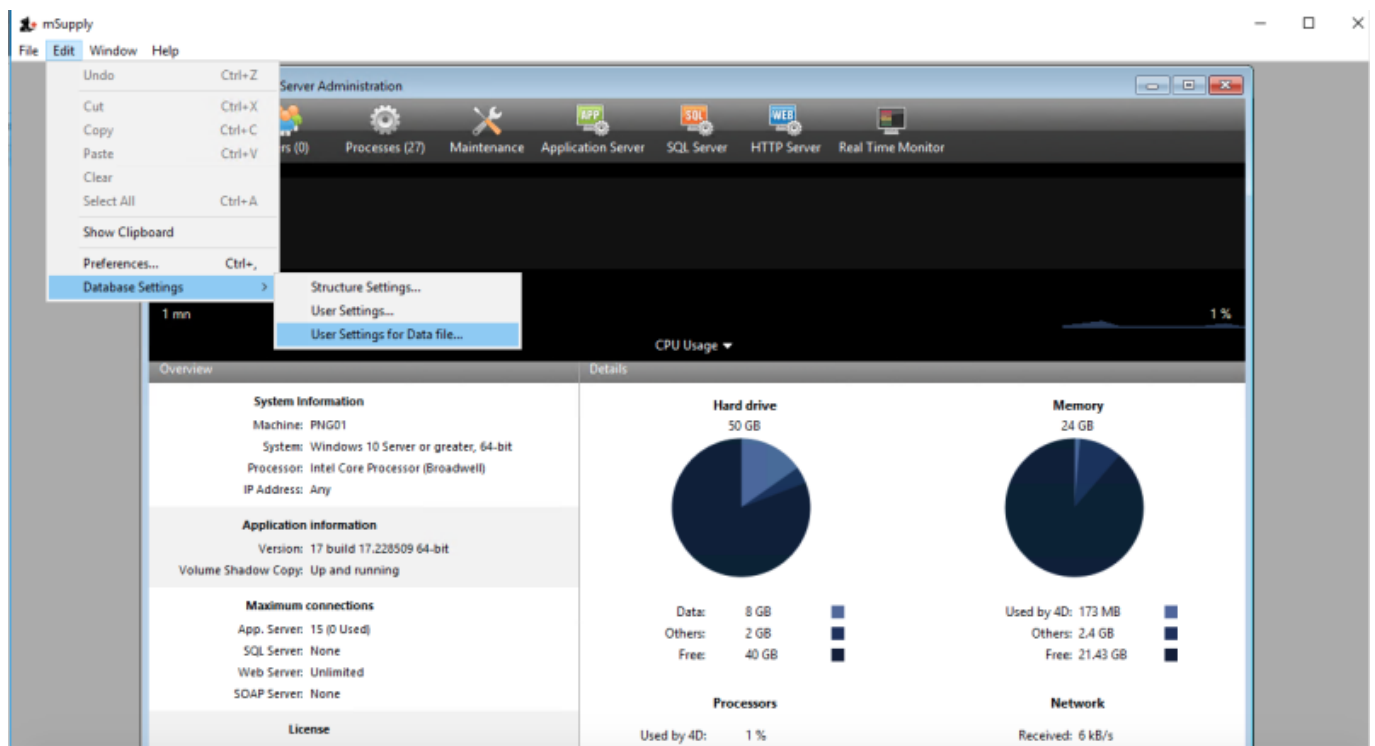 mSupply
File Edit Window Help
Undo Ctrl+Z
Cut Ctrl+X
Copy Ctrl+C
Paste Ctrl+V
Clear
Select All Ctrl+A
Show Clipboard
Preferences... Ctrl+,
Database Settings >
Structure Settings...
User Settings...
User Settings for Data file...
Server Administration
(0) Processes (27) Maintenance Application Server SQL Server HTTP Server Real Time Monitor
APP SQL WEB
1 mn 1 %
CPU Usage
Overview
System Information
Machine: PNG01
System: Windows 10 Server or greater, 64-bit
Processor: Intel Core Processor (Broadwell)
IP Address: Any
Application information
Version: 17 build 17.228509 64-bit
Volume Shadow Copy: Up and running
Maximum connections
App. Server: 15 (0 Used)
SQL Server: None
Web Server: Unlimited
SOAP Server: None
License
Details
Hard drive
50 GB
Data: 8 GB
Others: 2 GB
Free: 40 GB
Memory
24 GB
Used by 4D: 173 MB
Others: 2.4 GB
Free: 21.43 GB
Processors
Used by 4D: 1 %
Network
Received: 6 kB/s